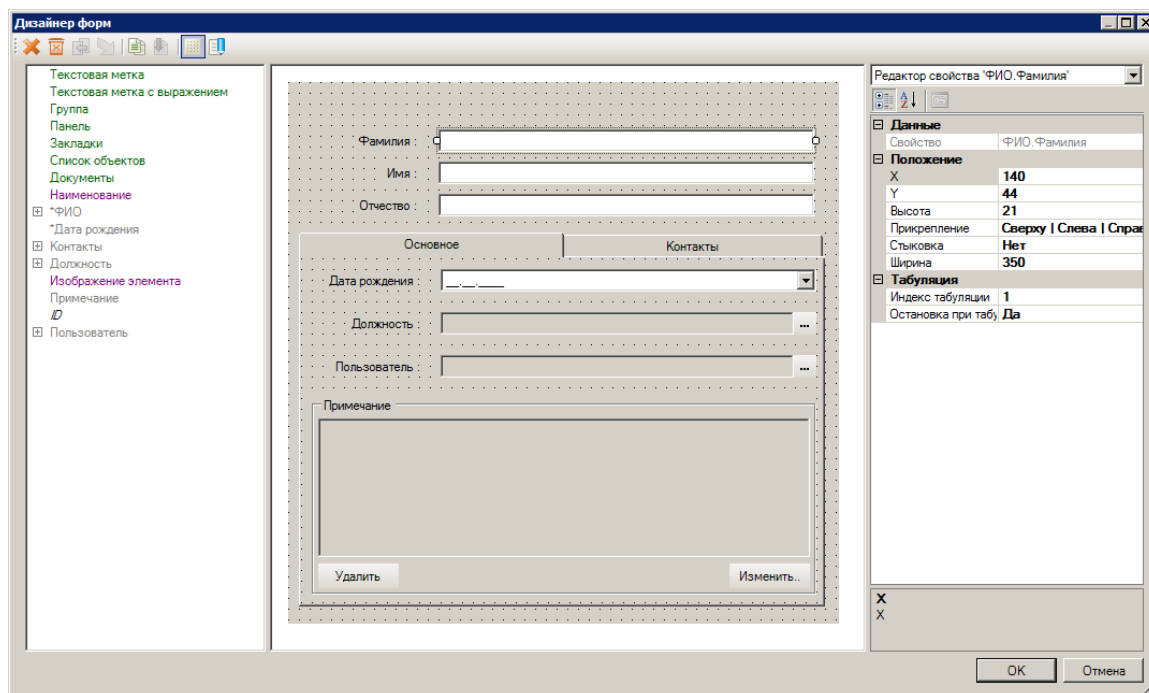 Дизайнер форм
Текстовая метка
Текстовая метка с выражением
Группа
Панель
Закладки
Список объектов
Документы
Наименование
*ФИО
*Дата рождения
Контакты
Должность
Изображение элемента
Примечание
ID
Пользователь
Фамилия :
Имя :
Отчество :
Основное
Контакты
Дата рождения :
__.__.____
Должность :
...
Пользователь :
...
Примечание
Удалить
Изменить..
Редактор свойства 'ФИО.Фамилия'
Данные
Свойство ФИО.Фамилия
Положение
X 140
Y 44
Высота 21
Прикрепление Сверху | Слева | Справ
Стыковка Нет
Ширина 350
Табуляция
Индекс табуляции 1
Остановка при табу Да
X
X
OK
Отмена